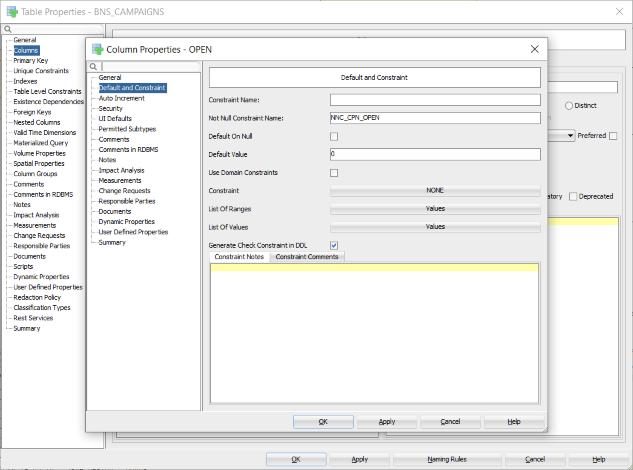 Table Properties - BNS_CAMPAIGNS
General
Columns
Primary Key
Unique Constraints
Indexes
Table Level Constraints
Existence Dependencies
Foreign Keys
Nested Columns
Valid Time Dimensions
Materialized Query
Volume Properties
Spatial Properties
Column Groups
Comments
Comments in RDBMS
Notes
Impact Analysis
Measurements
Change Requests
Responsible Parties
Documents
Scripts
Dynamic Properties
User Defined Properties
Redaction Policy
Classification Types
Rest Services
Summary
Distinct
Preferred
atory
Deprecated
OK
Apply
Naming Rules
Cancel
Help
Column Properties - OPEN
General
Default and Constraint
Auto Increment
Security
UI Defaults
Permitted Subtypes
Comments
Comments in RDBMS
Notes
Impact Analysis
Measurements
Change Requests
Responsible Parties
Documents
Dynamic Properties
User Defined Properties
Summary
Default and Constraint
Constraint Name:
Not Null Constraint Name: NNC_CPN_OPEN
Default On Null
Default Value 0
Use Domain Constraints
Constraint NONE
List Of Ranges Values
List Of Values Values
Generate Check Constraint in DDL
Constraint Notes Constraint Comments
OK Apply Cancel Help